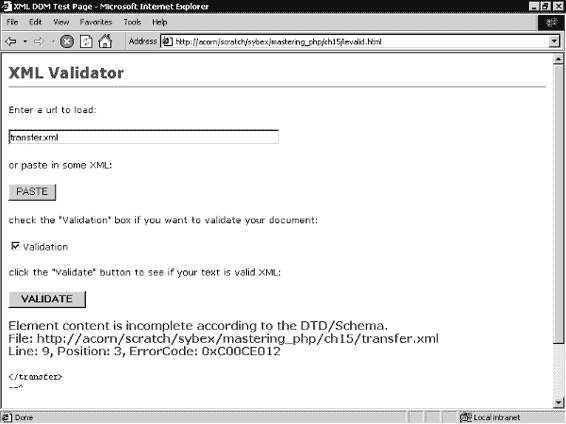 XML DOM Test Page - Microsoft Internet Explorer
File Edit View Favorites Tools Help
Address http://acorn/scratch/sybex/mastering_php/ch15/ievalid.html
XML Validator
Enter a url to load:
transfer.xml
or paste in some XML:
PASTE
check the "Validation" box if you want to validate your document:
Validation
click the "Validate" button to see if your text is valid XML:
VALIDATE
Element content is incomplete according to the DTD/Schema.
File: http://acorn/scratch/sybex/mastering_php/ch15/transfer.xml
Line: 9, Position: 3, ErrorCode: 0xC00CE012
</transfer>
--^
Done Local intranet